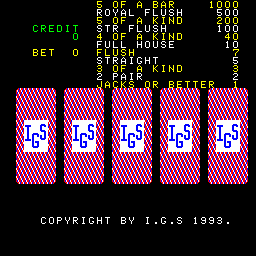 5 OF A BAR 1000
ROYAL FLUSH 500
5 OF A KIND 200
CREDIT STR FLUSH 100
0 4 OF A KIND 40
FULL HOUSE 10
BET 0 FLUSH 7
STRAIGHT 5
3 OF A KIND 3
2 PAIR 2
JACKS OR BETTER 1
IGS IGS IGS IGS IGS
COPYRIGHT BY I.G.S 1993.